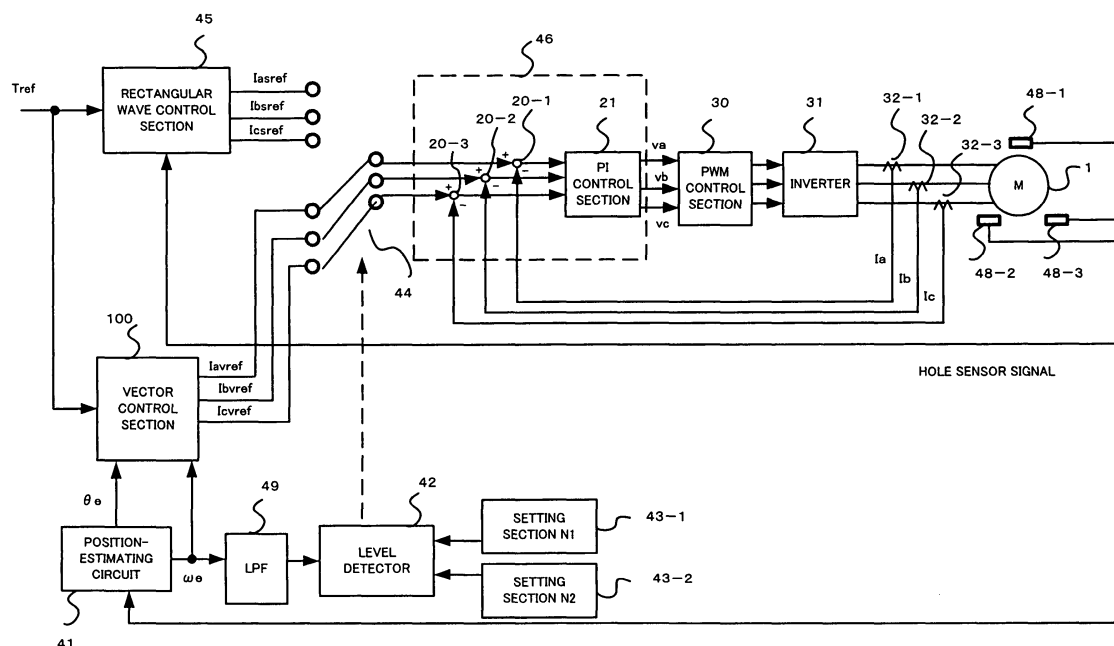 45
46
Tref
RECTANGULAR
WAVE CONTROL
SECTION
Iasref
Ibsref
Icsref
20-1
20-2
20-3
21
30
31
32-1
32-2
32-3
48-1
+
-
+
-
+
-
PI
CONTROL
SECTION
va
vb
vc
PWM
CONTROL
SECTION
INVERTER
M
1
48-2
48-3
44
Ia
Ib
Ic
100
HOLE SENSOR SIGNAL
VECTOR
CONTROL
SECTION
Iavref
Ibvref
Icvref
θe
49
42
POSITION-
ESTIMATING
CIRCUIT
ωe
LPF
LEVEL
DETECTOR
SETTING
SECTION N1
43-1
SETTING
SECTION N2
43-2
41